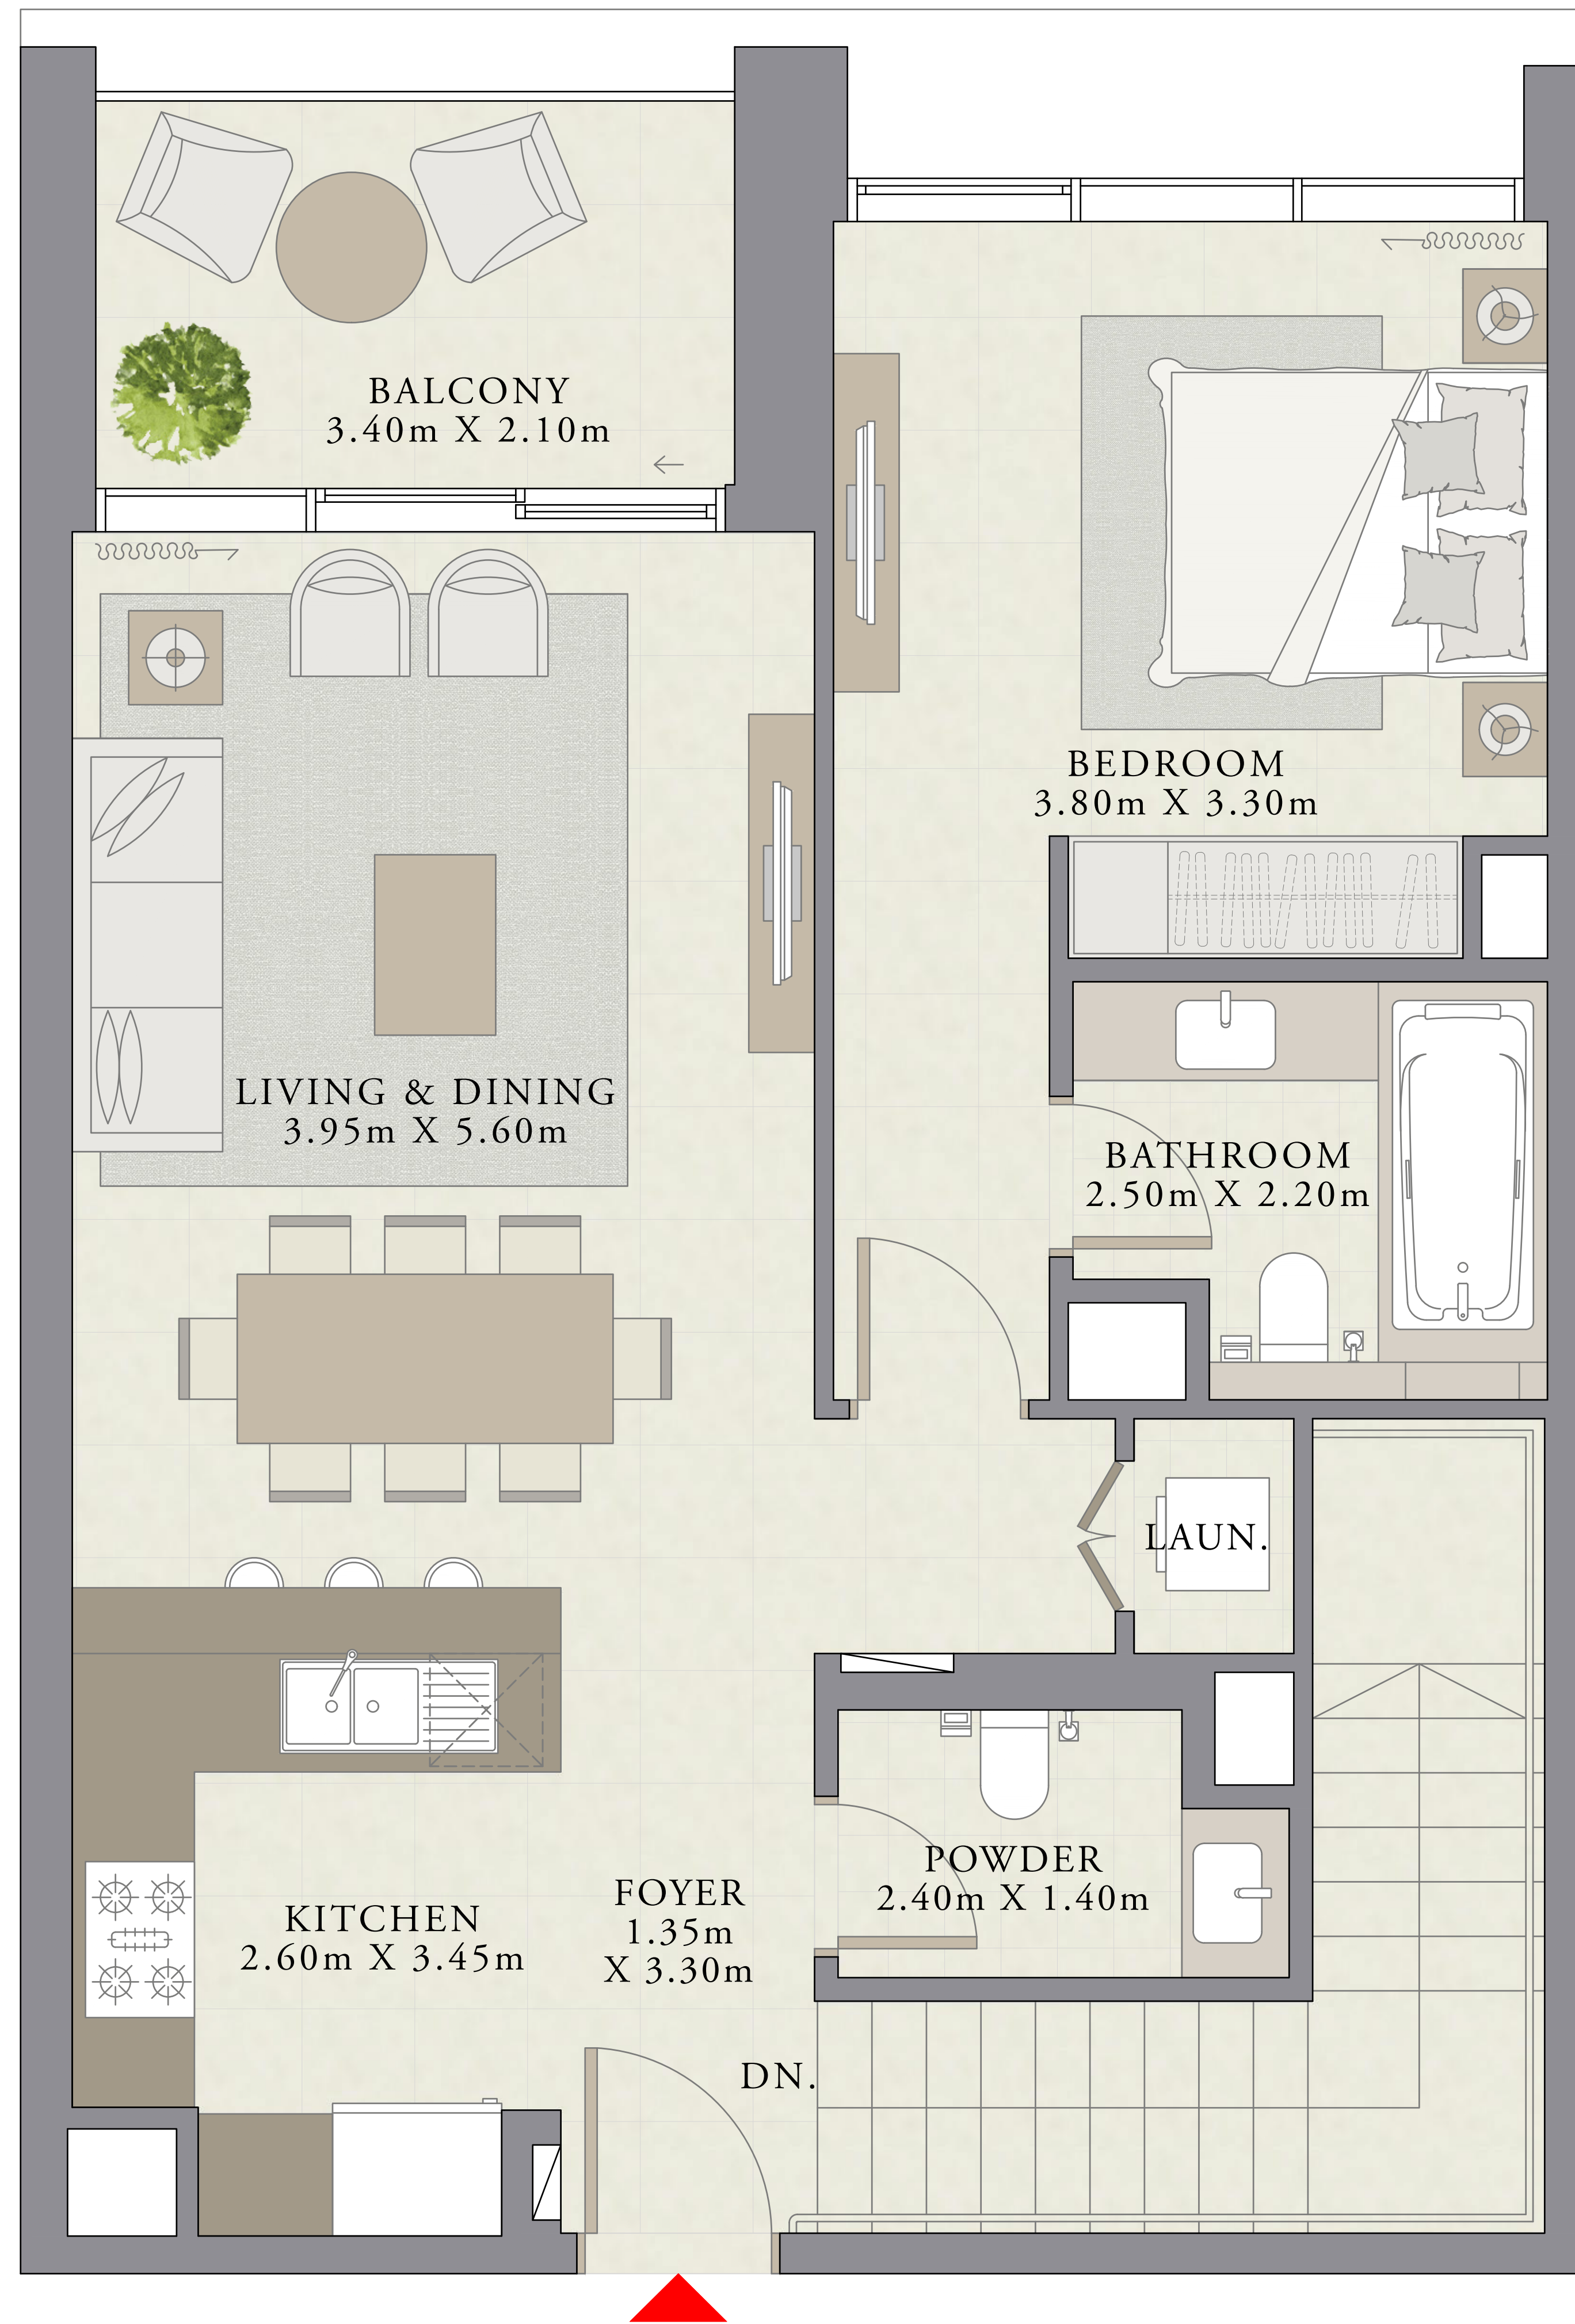 BALCONY
3.40m X 2.10m
BEDROOM
3.80m X 3.30m
LIVING & DINING
3.95m X 5.60m
BATHROOM
2.50m X 2.20m
LAUN.
POWDER
2.40m X 1.40m
FOYER
1.35m
X 3.30m
KITCHEN
2.60m X 3.45m
DN.